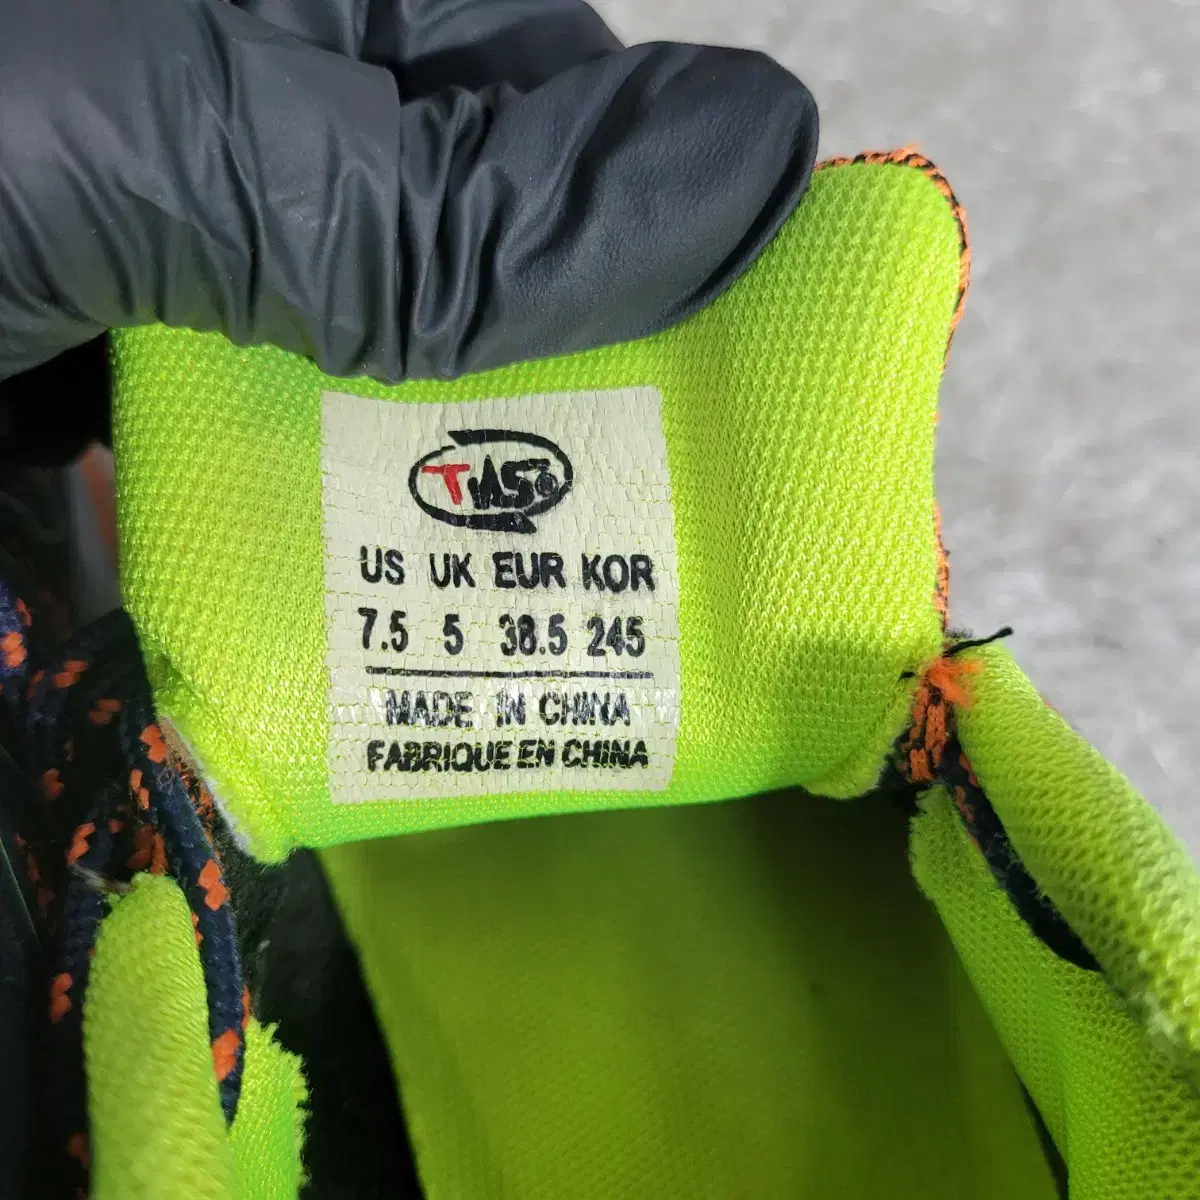 TMS
US UK EUR KOR
7.5 5 38.5 245
MADE IN CHINA
FABRIQUE EN CHINA